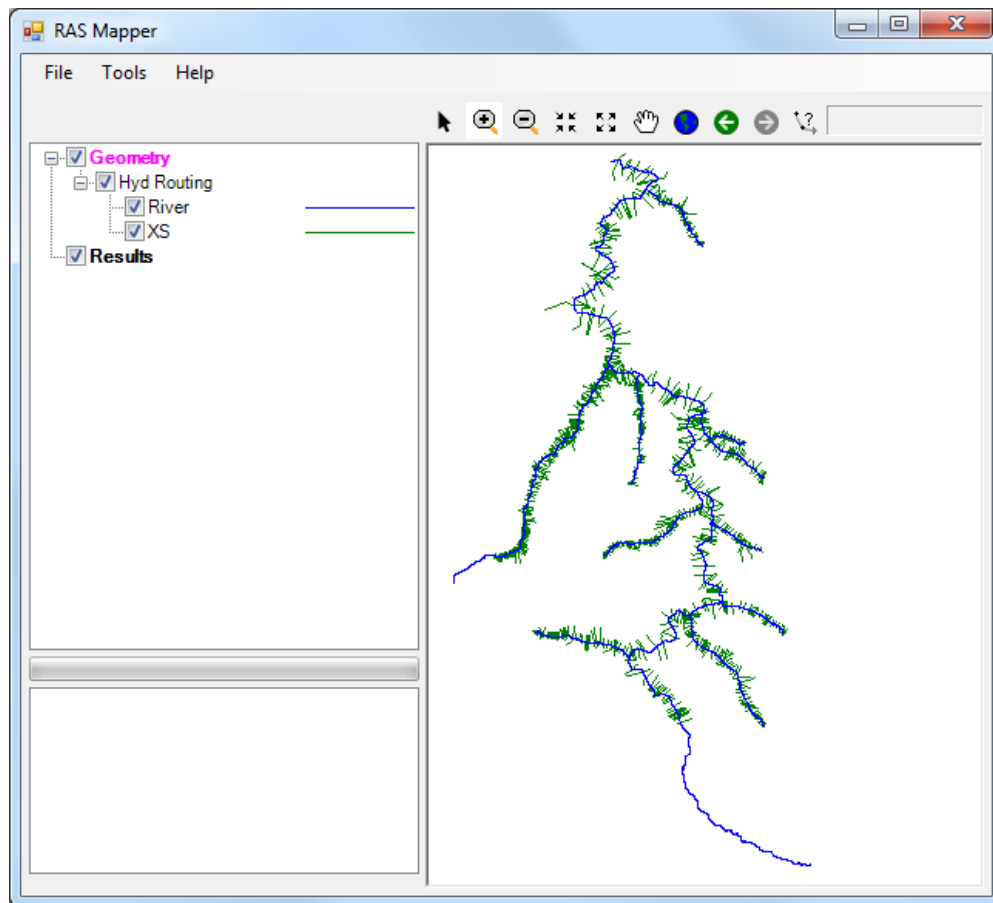 RAS Mapper
File Tools Help
Geometry
Hyd Routing
River
XS
Results